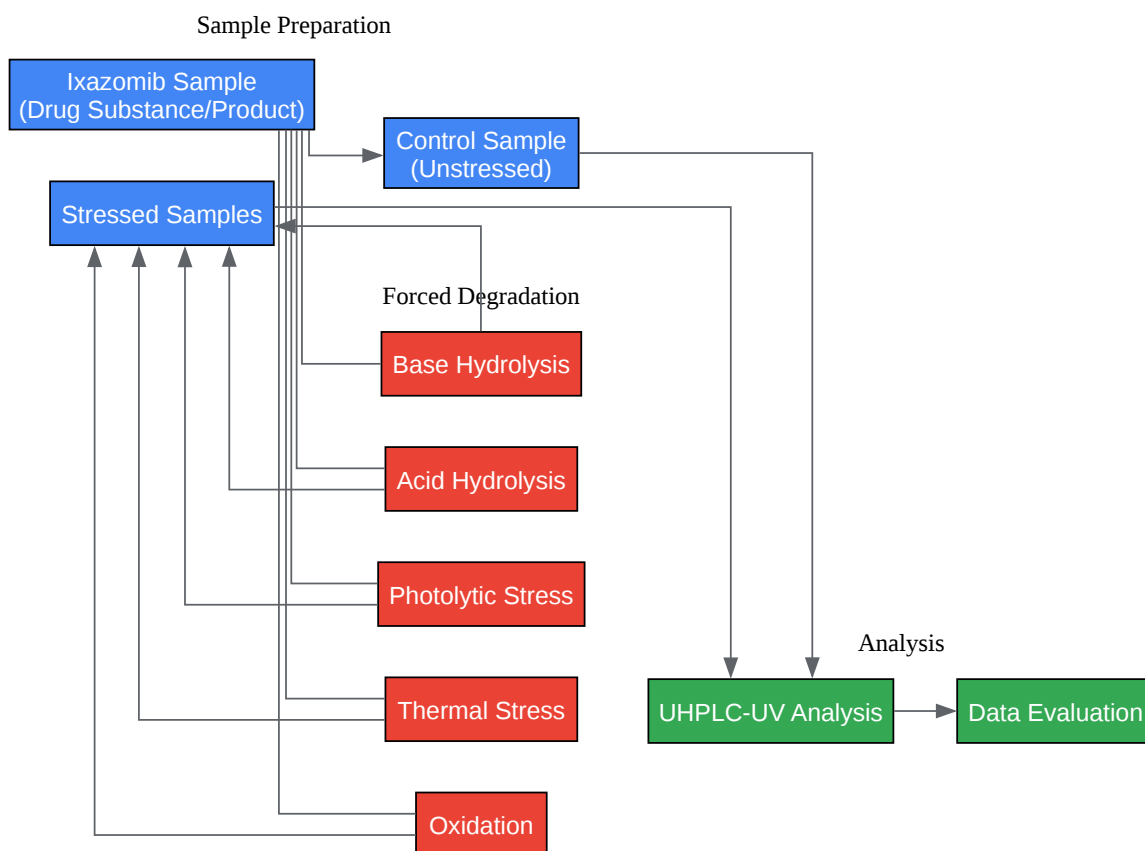 Sample Preparation
Ixazomib Sample
(Drug Substance/Product)
Control Sample
(Unstressed)
Stressed Samples
Forced Degradation
Base Hydrolysis
Acid Hydrolysis
Photolytic Stress
Analysis
Thermal Stress
UHPLC-UV Analysis
Data Evaluation
Oxidation